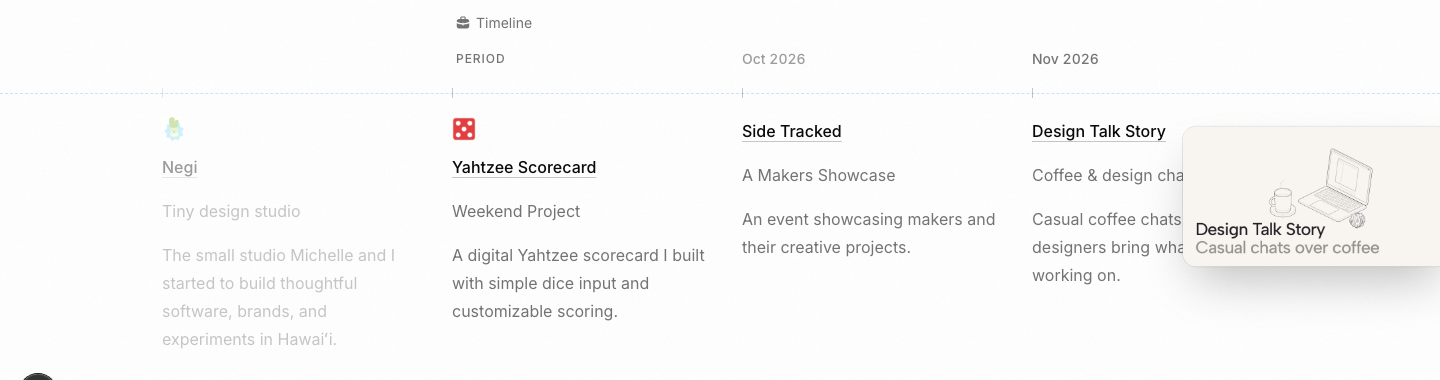 Timeline
PERIOD
Oct 2026
Nov 2026
Negi
Tiny design studio
The small studio Michelle and I
started to build thoughtful
software, brands, and
experiments in Hawaiʻi.
Yahtzee Scorecard
Weekend Project
A digital Yahtzee scorecard I built
with simple dice input and
customizable scoring.
Side Tracked
A Makers Showcase
An event showcasing makers and
their creative projects.
Design Talk Story
Coffee & design cha
Casual coffee chats
designers bring wha
working on.
Design Talk Story
Casual chats over coffee